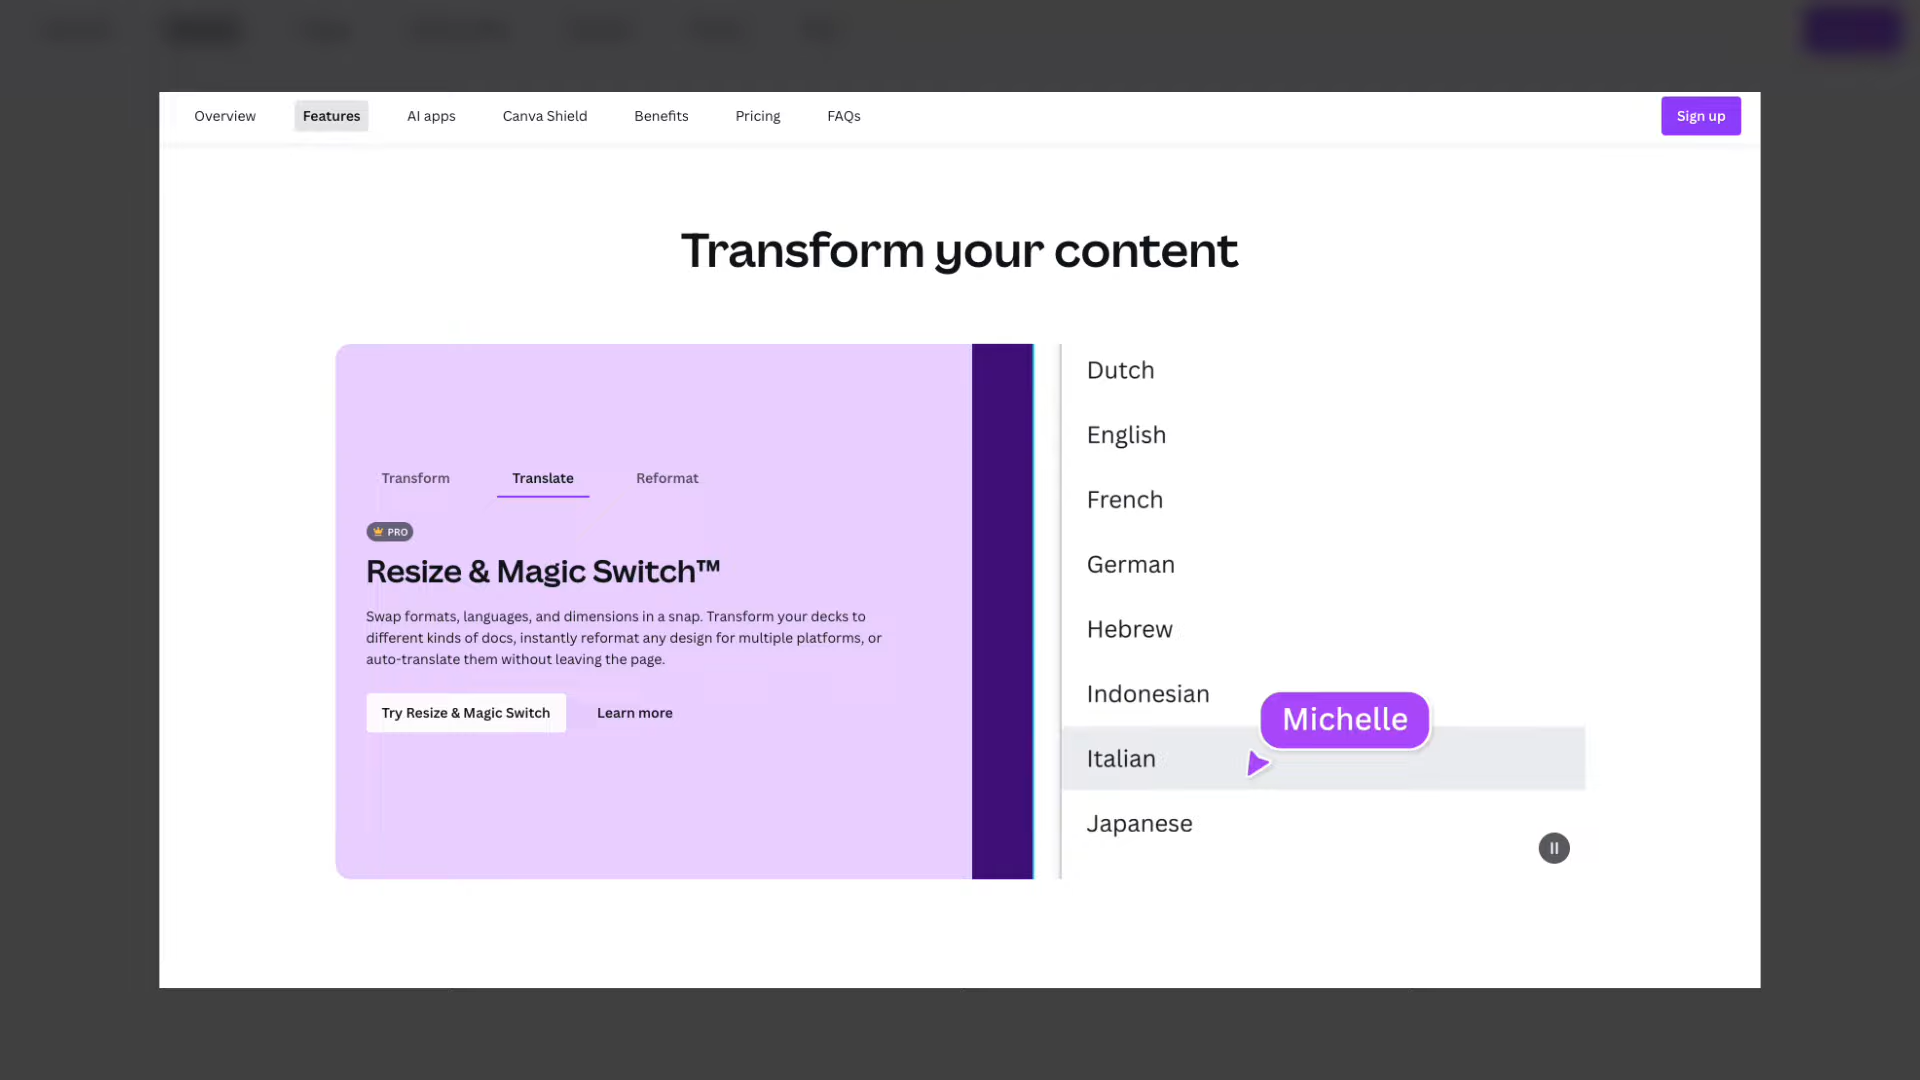 Overview
Features
AI apps
Canva Shield
Benefits
Pricing
FAQs
Sign up
Transform your content
Transform
Translate
Reformat
PRO
Resize & Magic Switch™
Swap formats, languages, and dimensions in a snap. Transform your decks to
different kinds of docs, instantly reformat any design for multiple platforms, or
auto-translate them without leaving the page.
Try Resize & Magic Switch
Learn more
Dutch
English
French
German
Hebrew
Indonesian
Michelle
Italian
Japanese